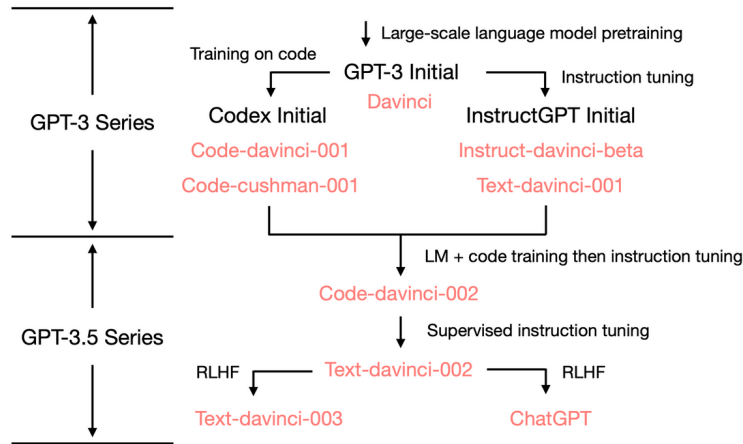 Large-scale language model pretraining
Training on code
GPT-3 Initial
Instruction tuning
Davinci
Codex Initial
InstructGPT Initial
GPT-3 Series
Code-davinci-001
Instruct-davinci-beta
Code-cushman-001
Text-davinci-001
LM + code training then instruction tuning
Code-davinci-002
GPT-3.5 Series
Supervised instruction tuning
RLHF
Text-davinci-002
RLHF
Text-davinci-003
ChatGPT